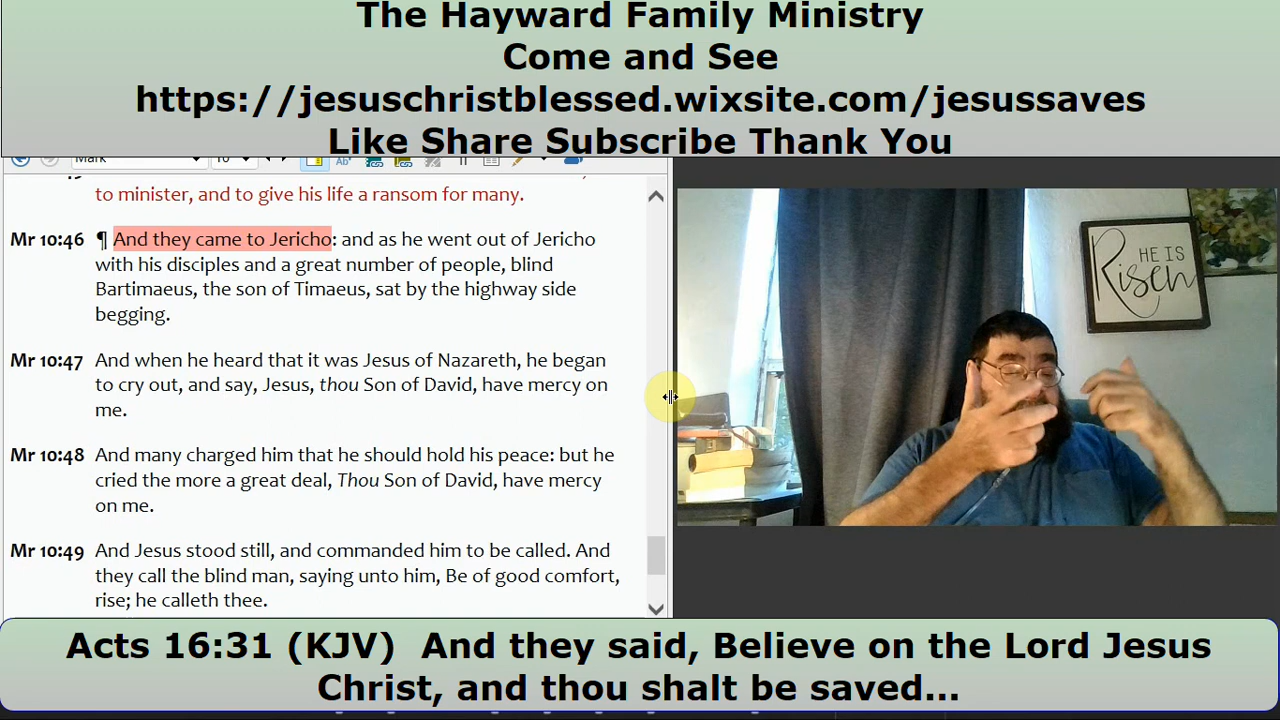 The Hayward Family Ministry
Come and See
https://jesuschristblessed.wixsite.com/jesussaves
Like Share Subscribe Thank You
Mark
to minister, and to give his life a ransom for many.
Mr 10:46 ¶ And they came to Jericho: and as he went out of Jericho
with his disciples and a great number of people, blind
Bartimaeus, the son of Timaeus, sat by the highway side
begging.
Mr 10:47 And when he heard that it was Jesus of Nazareth, he began
to cry out, and say, Jesus, thou Son of David, have mercy on
me.
Mr 10:48 And many charged him that he should hold his peace: but he
cried the more a great deal, Thou Son of David, have mercy
on me.
Mr 10:49 And Jesus stood still, and commanded him to be called. And
they call the blind man, saying unto him, Be of good comfort,
rise; he calleth thee.
HE IS
Risen
Acts 16:31 (KJV) And they said, Believe on the Lord Jesus
Christ, and thou shalt be saved...